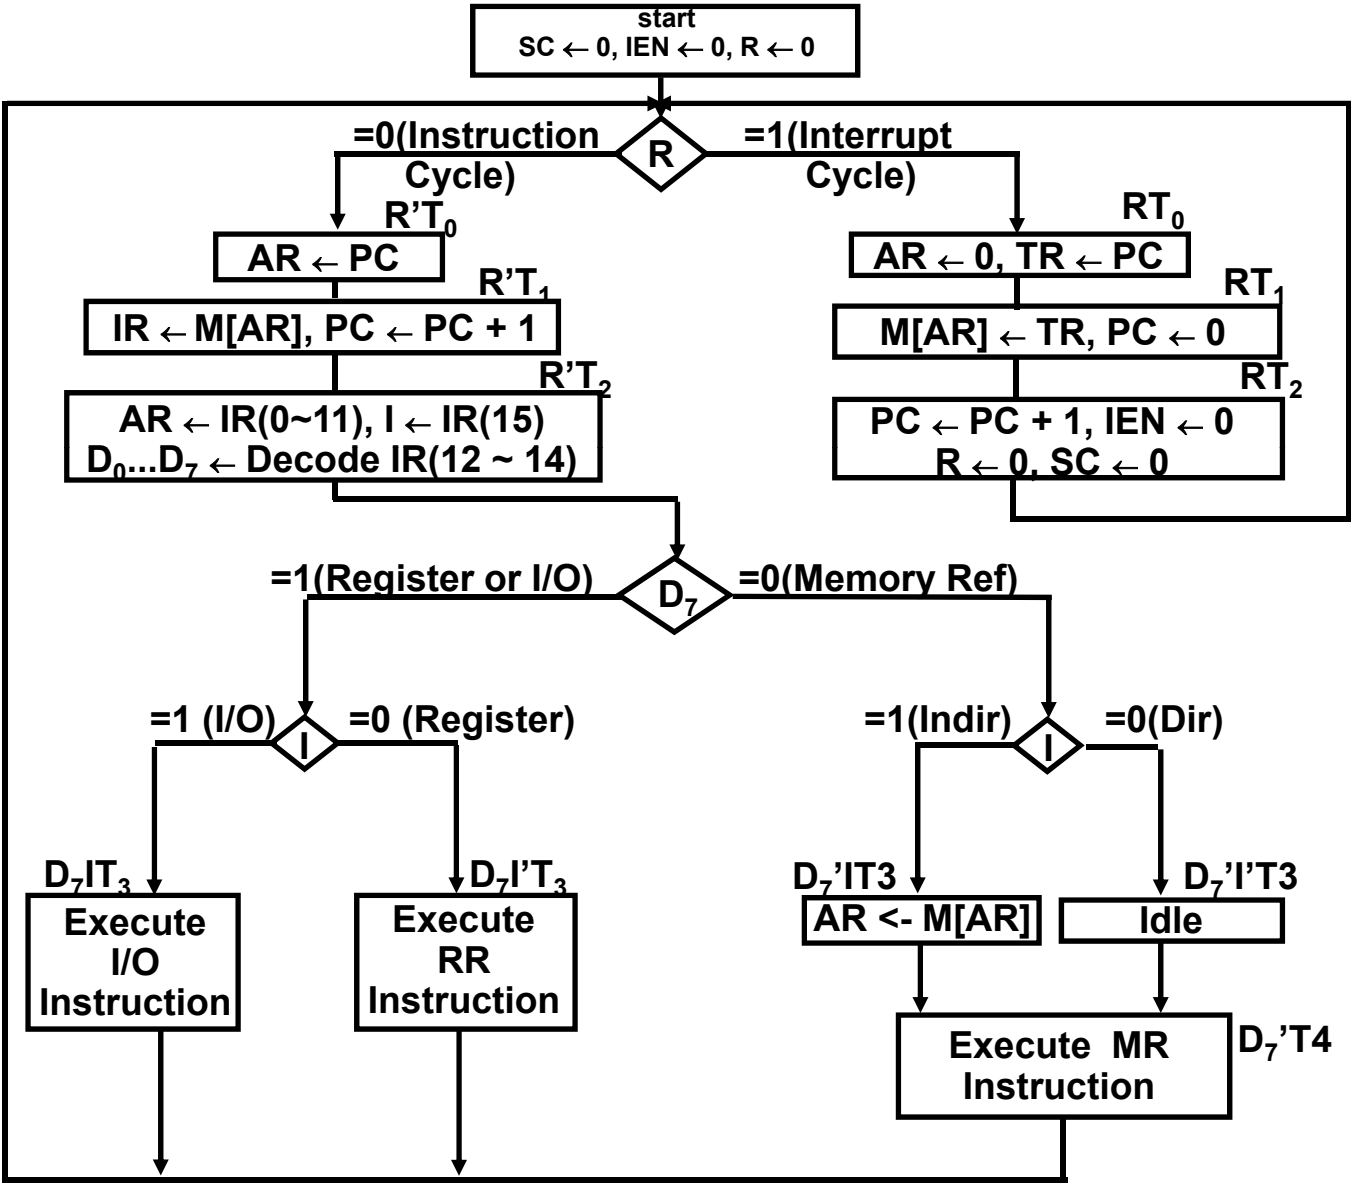 start
SC ← 0, IEN ← 0, R ← 0
=0(Instruction
Cycle)
R
=1(Interrupt
Cycle)
R'T₀
AR ← PC
R'T₁
IR ← M[AR], PC ← PC + 1
R'T₂
AR ← IR(0~11), I ← IR(15)
D₀...D₇ ← Decode IR(12 ~ 14)
RT₀
AR ← 0, TR ← PC
RT₁
M[AR] ← TR, PC ← 0
RT₂
PC ← PC + 1, IEN ← 0
R ← 0, SC ← 0
=1(Register or I/O)
D₇
=0(Memory Ref)
=1 (I/O)
I
=0 (Register)
=1(Indir)
I
=0(Dir)
D₇IT₃
Execute
I/O
Instruction
D₇I'T₃
Execute
RR
Instruction
D₇'IT3
AR <- M[AR]
D₇'I'T3
Idle
Execute MR
Instruction
D₇'T4